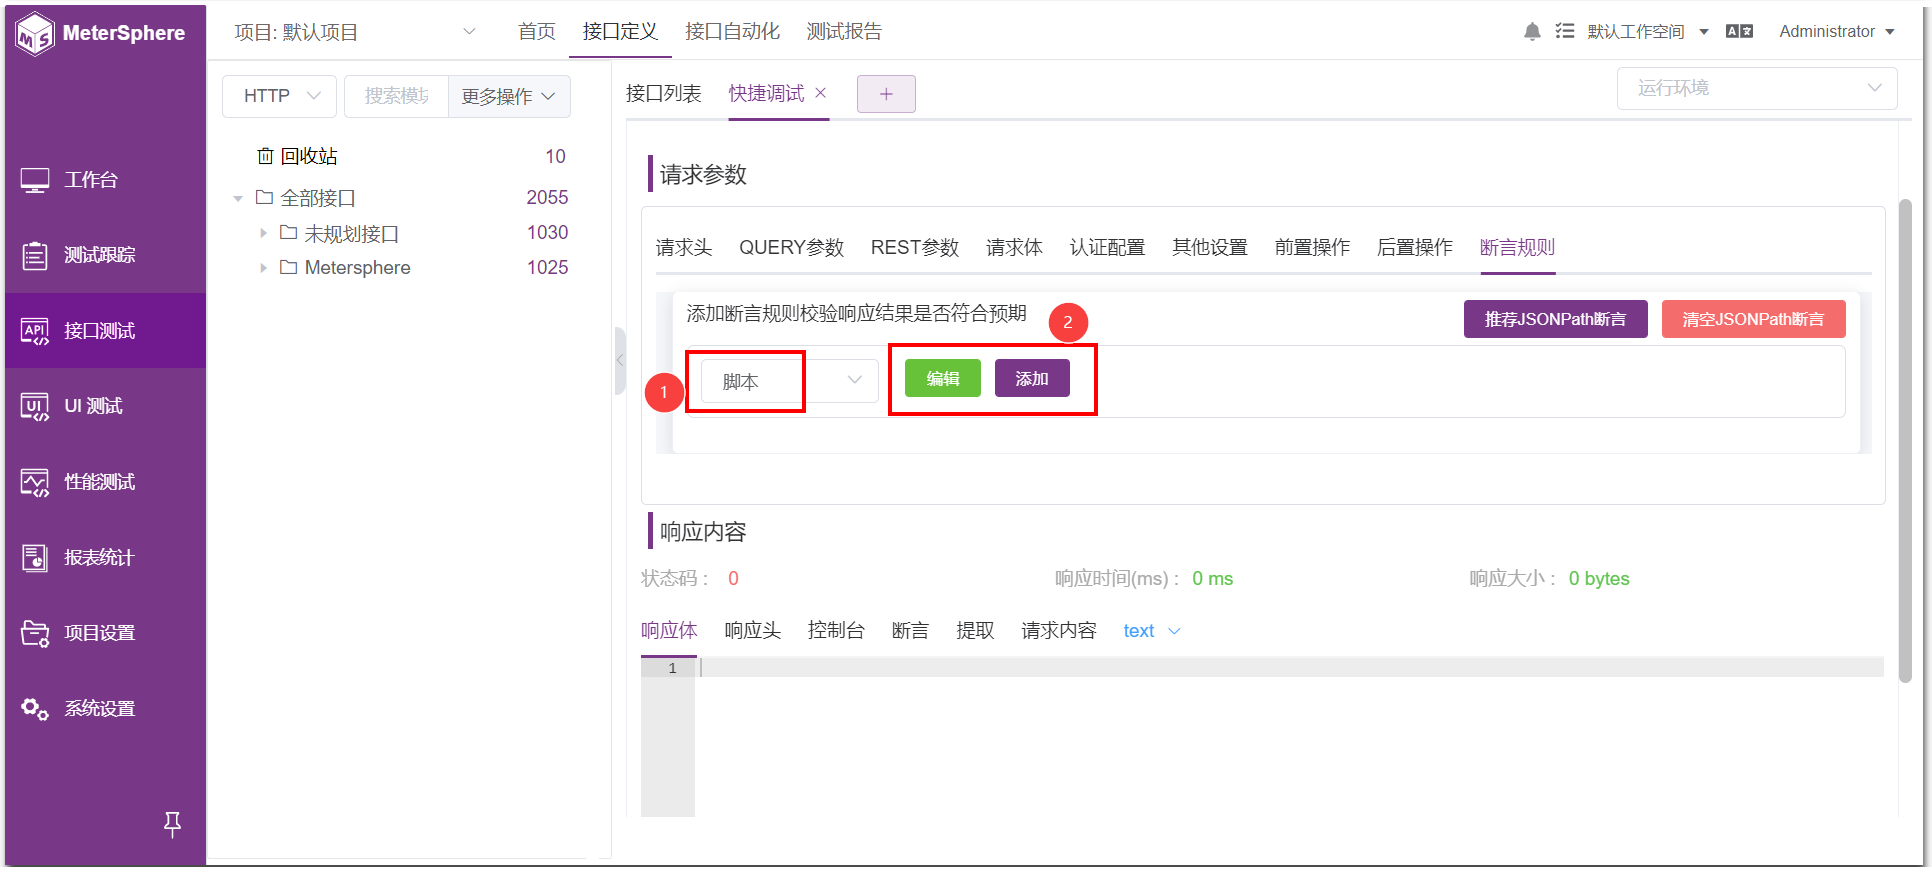 MeterSphere
项目: 默认项目
首页
接口定义
接口自动化
测试报告
默认工作空间
Administrator
HTTP
搜索模块
更多操作
接口列表
快捷调试
运行环境
回收站 10
全部接口 2055
未规划接口 1030
Metersphere 1025
工作台
测试跟踪
接口测试
UI 测试
性能测试
报表统计
项目设置
系统设置
请求参数
请求头 QUERY参数 REST参数 请求体 认证配置 其他设置 前置操作 后置操作 断言规则
添加断言规则校验响应结果是否符合预期
2
推荐JSONPath断言
清空JSONPath断言
1
脚本
编辑
添加
响应内容
状态码 : 0
响应时间(ms) : 0 ms
响应大小 : 0 bytes
响应体 响应头 控制台 断言 提取 请求内容 text
1